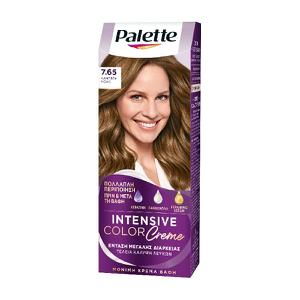 Palette
7.65
ΠΟΛΛΑΠΛΗ
ΠΕΡΙΠΟΙΗΣΗ
ΠΡΙΝ & ΜΕΤΑ
ΤΗ ΒΑΦΗ
INTENSIVE
COLOR Creme
ΕΝΤΑΣΗ ΜΕΓΑΛΗΣ ΔΙΑΡΚΕΙΑΣ
ΤΕΛΕΙΑ ΚΑΛΥΨΗ ΛΕΥΚΩΝ
ΜΟΝΙΜΗ ΚΡΕΜΑ ΒΑΦΗ